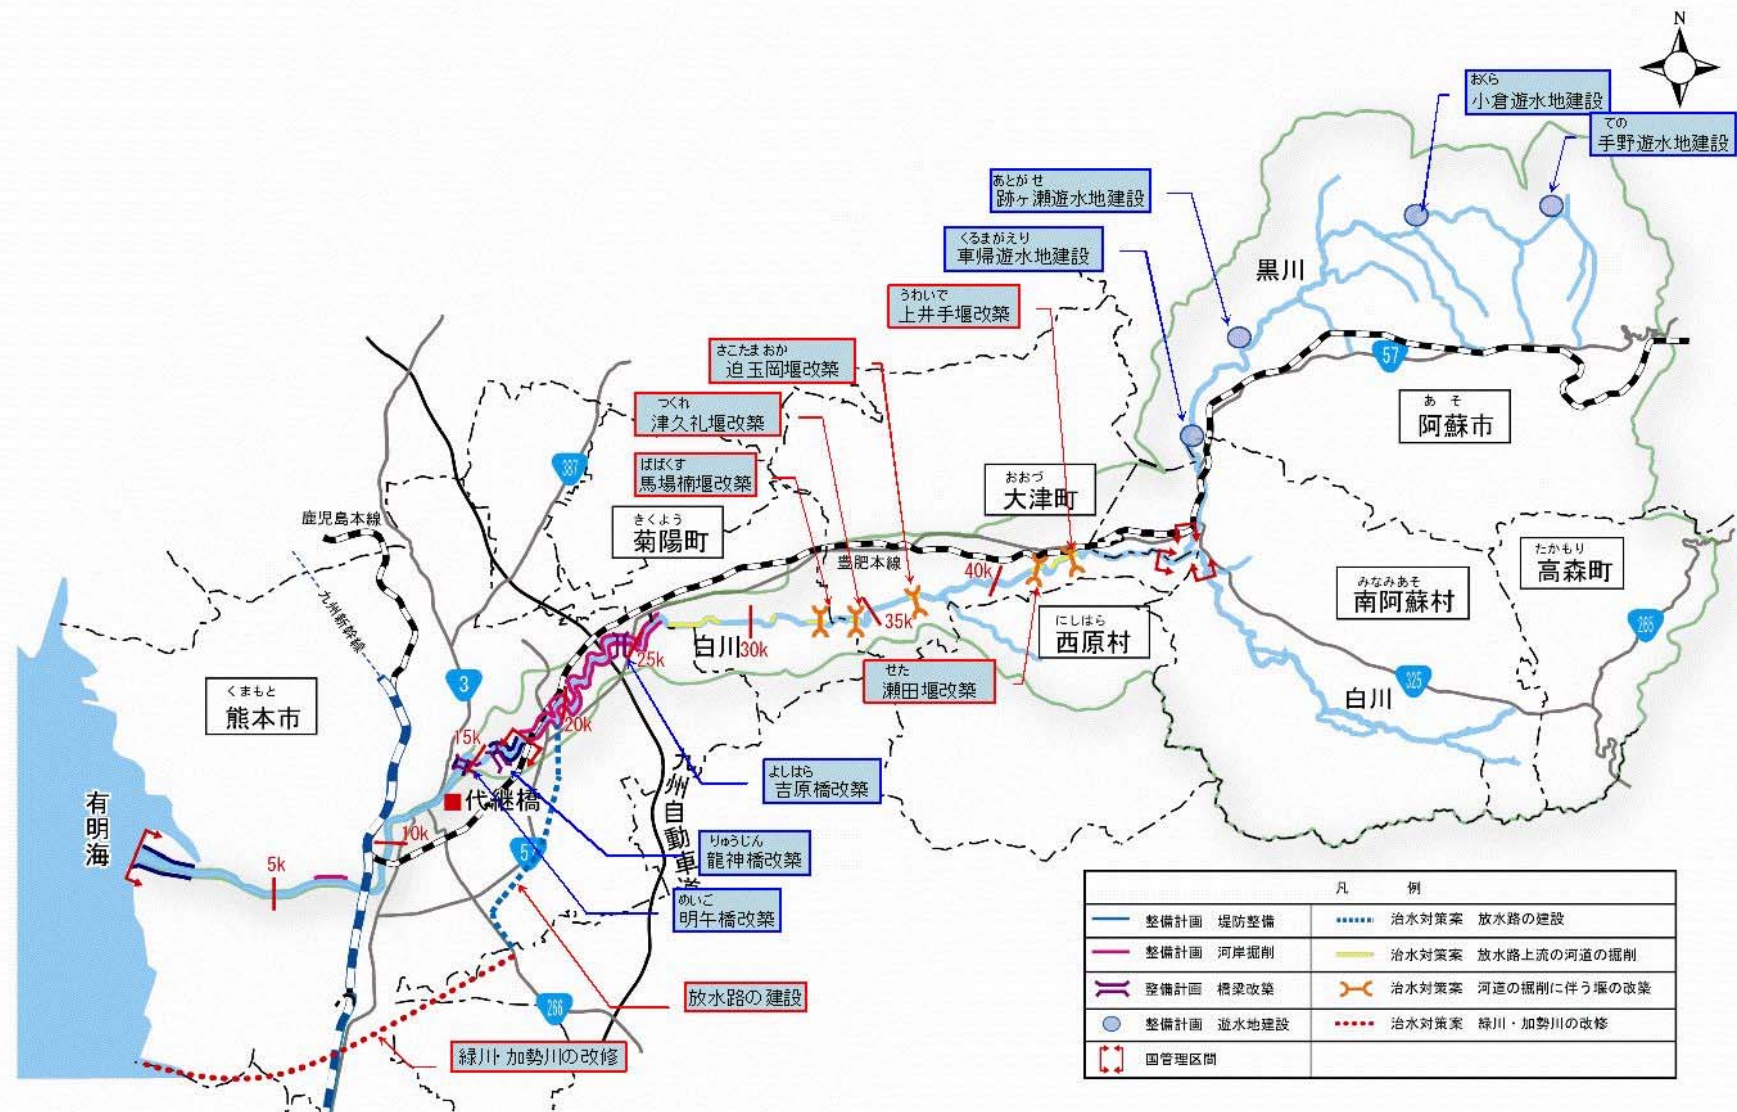 N
おぐら
小倉遊水地建設
ての
手野遊水地建設
あとがせ
跡ヶ瀬遊水地建設
くるまがえり
車帰遊水地建設
黒川
うわいで
上井手堰改築
さこたまおか
迫玉岡堰改築
57
つくれ
津久礼堰改築
あそ
阿蘇市
ばばくす
馬場楠堰改築
387
おおづ
大津町
鹿児島本線
きくよう
菊陽町
豊肥本線
40k
たかもり
高森町
みなみあそ
南阿蘇村
九州新幹線
35k
にしはら
西原村
265
白川
30k
25k
せた
瀬田堰改築
325
白川
くまもと
熊本市
3
20k
15k
よしはら
吉原橋改築
代継橋
有明海
九州自動車道
10k
りゅうじん
龍神橋改築
57
5k
めいご
明午橋改築
放水路の建設
266
緑川・加勢川の改修
凡 例
整備計画 堤防整備
治水対策案 放水路の建設
整備計画 河岸掘削
治水対策案 放水路上流の河道の掘削
整備計画 橋梁改築
治水対策案 河道の掘削に伴う堰の改築
整備計画 遊水地建設
治水対策案 緑川・加勢川の改修
国管理区間